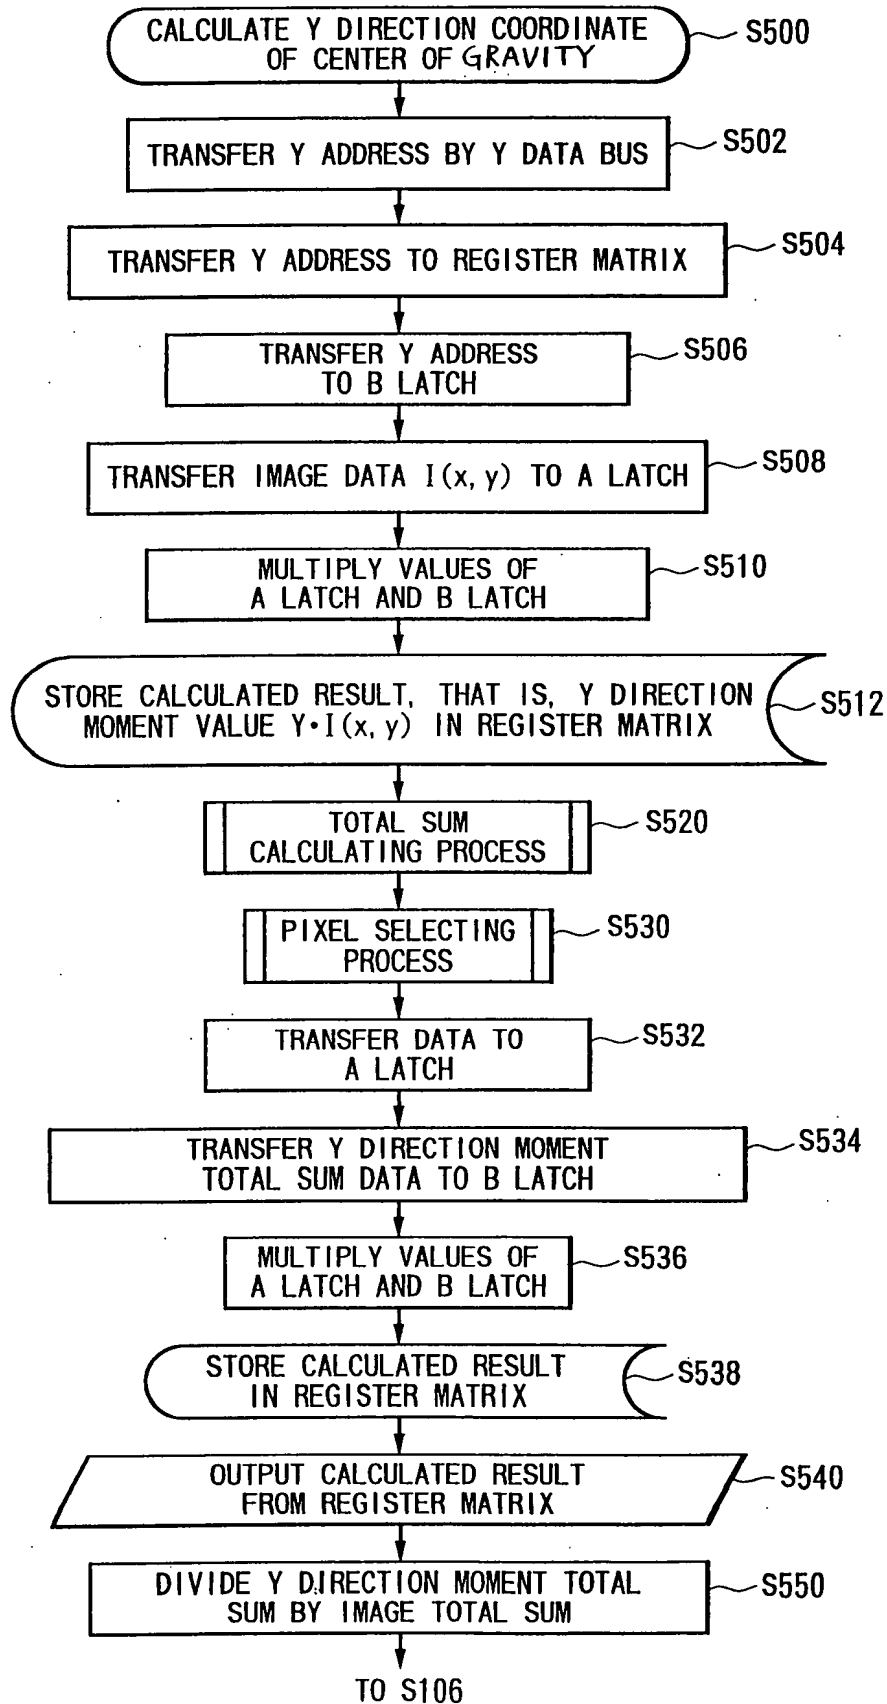 CALCULATE Y DIRECTION COORDINATE
OF CENTER OF GRAVITY
S500
TRANSFER Y ADDRESS BY Y DATA BUS
S502
TRANSFER Y ADDRESS TO REGISTER MATRIX
S504
TRANSFER Y ADDRESS
TO B LATCH
S506
TRANSFER IMAGE DATA I(x, y) TO A LATCH
S508
MULTIPLY VALUES OF
A LATCH AND B LATCH
S510
STORE CALCULATED RESULT, THAT IS, Y DIRECTION
MOMENT VALUE Y·I(x, y) IN REGISTER MATRIX
S512
TOTAL SUM
CALCULATING PROCESS
S520
PIXEL SELECTING
PROCESS
S530
TRANSFER DATA TO
A LATCH
S532
TRANSFER Y DIRECTION MOMENT
TOTAL SUM DATA TO B LATCH
S534
MULTIPLY VALUES OF
A LATCH AND B LATCH
S536
STORE CALCULATED RESULT
IN REGISTER MATRIX
S538
OUTPUT CALCULATED RESULT
FROM REGISTER MATRIX
S540
DIVIDE Y DIRECTION MOMENT TOTAL
SUM BY IMAGE TOTAL SUM
S550
TO S106